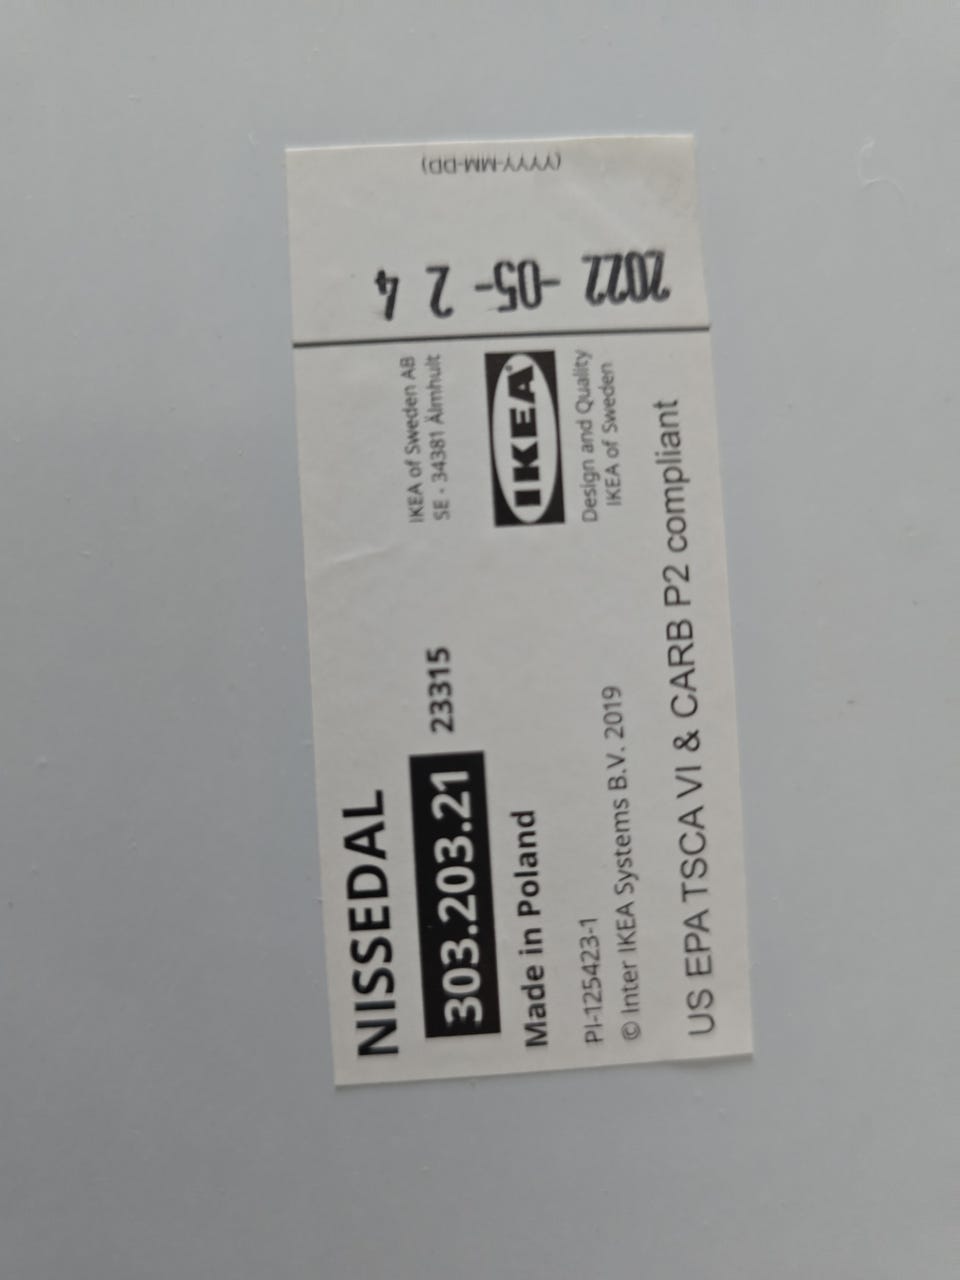 NISSEDAL
303.203.21 23315
Made in Poland
PI-125423-1
© Inter IKEA Systems B.V. 2019
US EPA TSCA VI & CARB P2 compliant
IKEA of Sweden AB
SE - 34381 Älmhult
IKEA®
Design and Quality
IKEA of Sweden
2022 -05- 2 4
(YYYY-MM-DD)